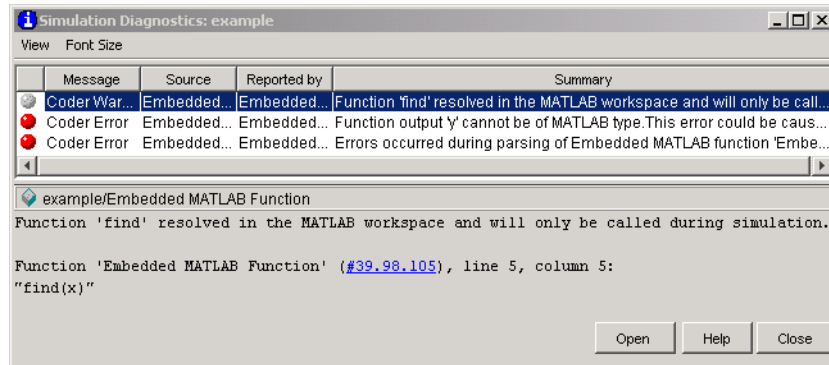 Simulation Diagnostics: example
View Font Size
Message Source Reported by Summary
Coder War... Embedded... Embedded... Function 'find' resolved in the MATLAB workspace and will only be call...
Coder Error Embedded... Embedded... Function output 'y' cannot be of MATLAB type.This error could be caus...
Coder Error Embedded... Embedded... Errors occurred during parsing of Embedded MATLAB function 'Embe...
example/Embedded MATLAB Function
Function 'find' resolved in the MATLAB workspace and will only be called during simulation.
Function 'Embedded MATLAB Function' (#39.98.105), line 5, column 5:
"find(x)"
Open Help Close